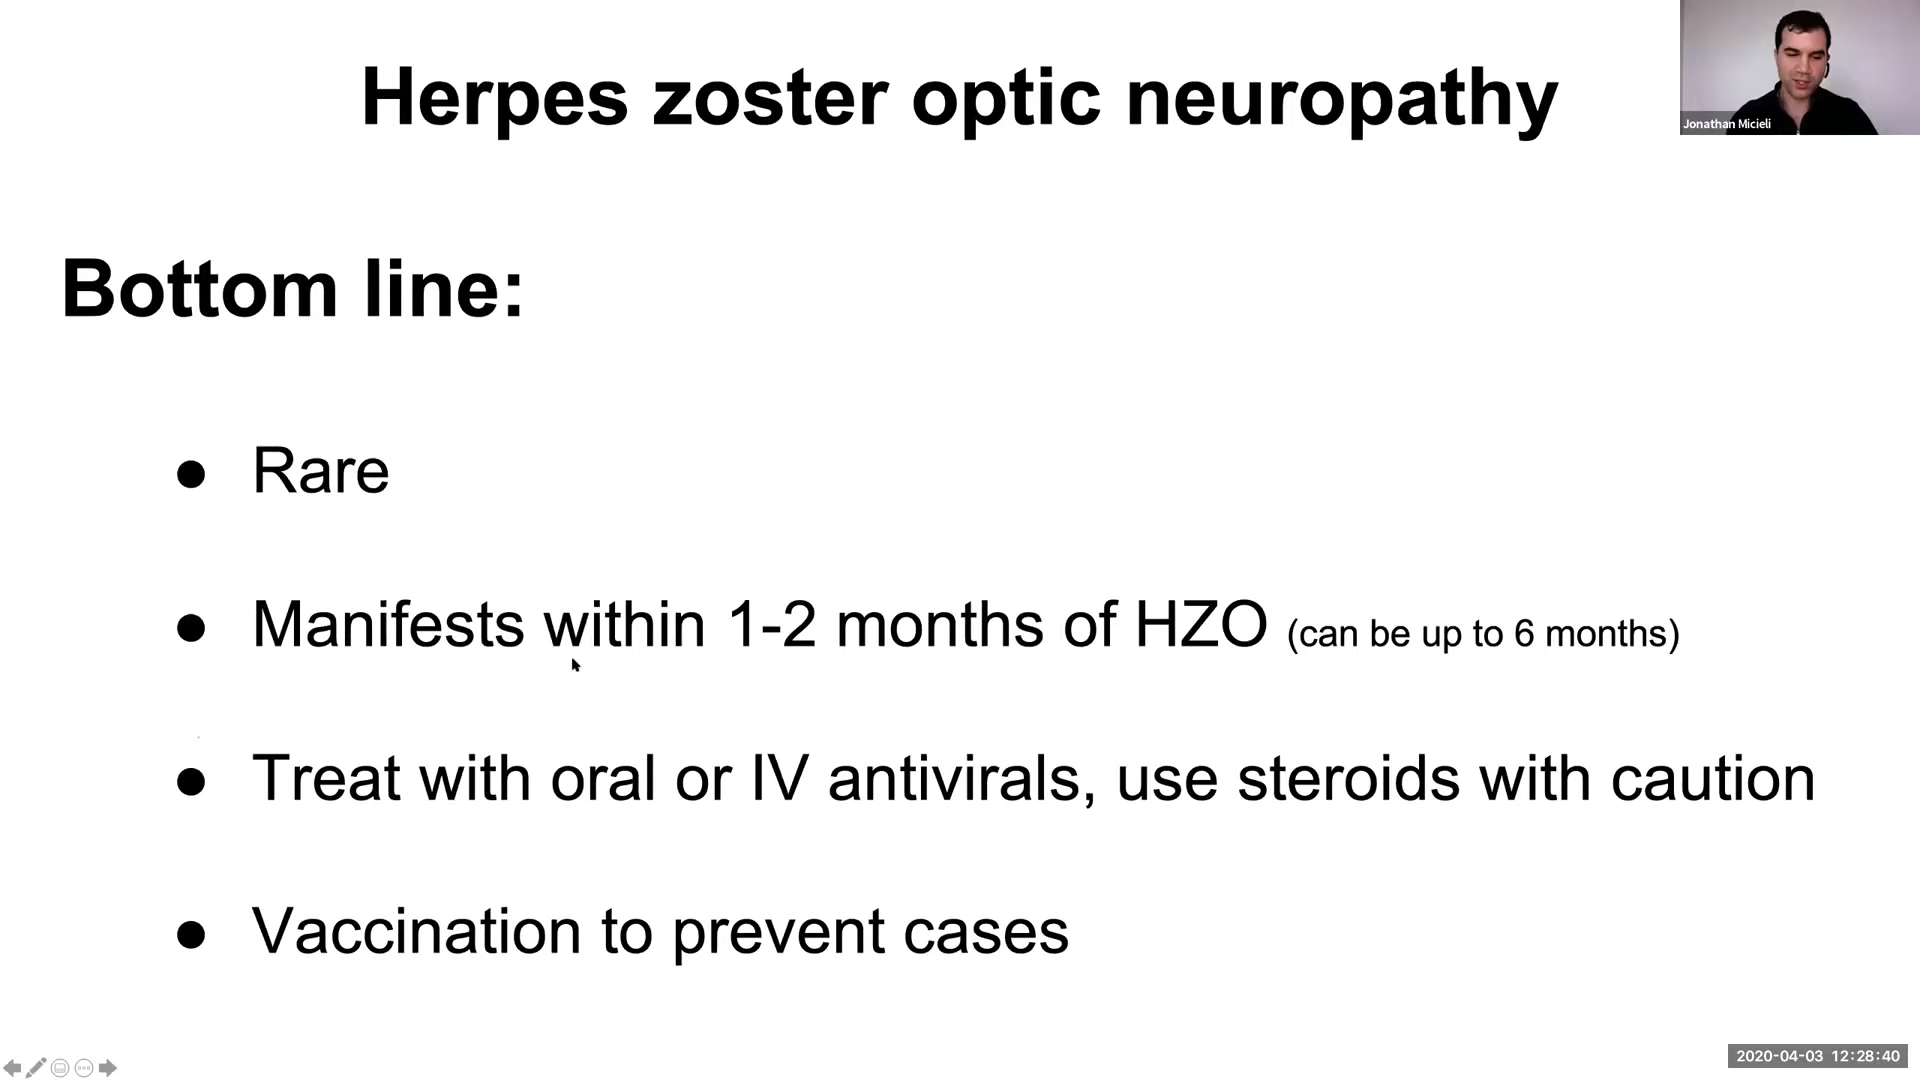 Herpes zoster optic neuropathy
Jonathan Micieli
Bottom line:
● Rare
● Manifests within 1-2 months of HZO (can be up to 6 months)
● Treat with oral or IV antivirals, use steroids with caution
● Vaccination to prevent cases
2020-04-03 12:28:40